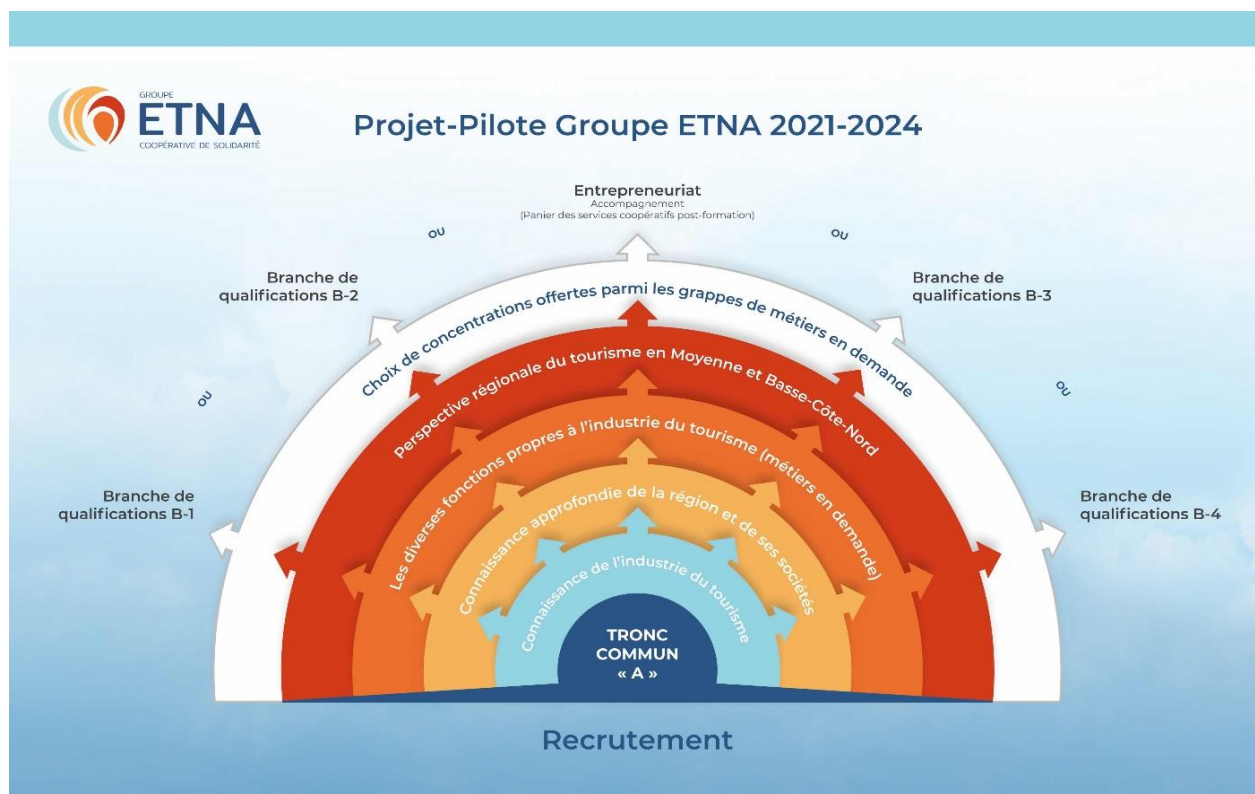 GROUPE
ETNA
COOPÉRATIVE DE SOLIDARITÉ
Projet-Pilote Groupe ETNA 2021-2024
Entrepreneuriat
Accompagnement
(Panier des services coopératifs post-formation)
OU
OU
Branche de
qualifications B-2
Branche de
qualifications B-3
Choix de concentrations offertes parmi les grappes de métiers en demande
Perspective régionale du tourisme en Moyenne et Basse-Côte-Nord
OU
OU
Les diverses fonctions propres à l'industrie du tourisme (métiers en demande)
Branche de
qualifications B-1
Branche de
qualifications B-4
Connaissance approfondie de la région et de ses sociétés
Connaissance de l'industrie du tourisme
TRONC
COMMUN
« A »
Recrutement